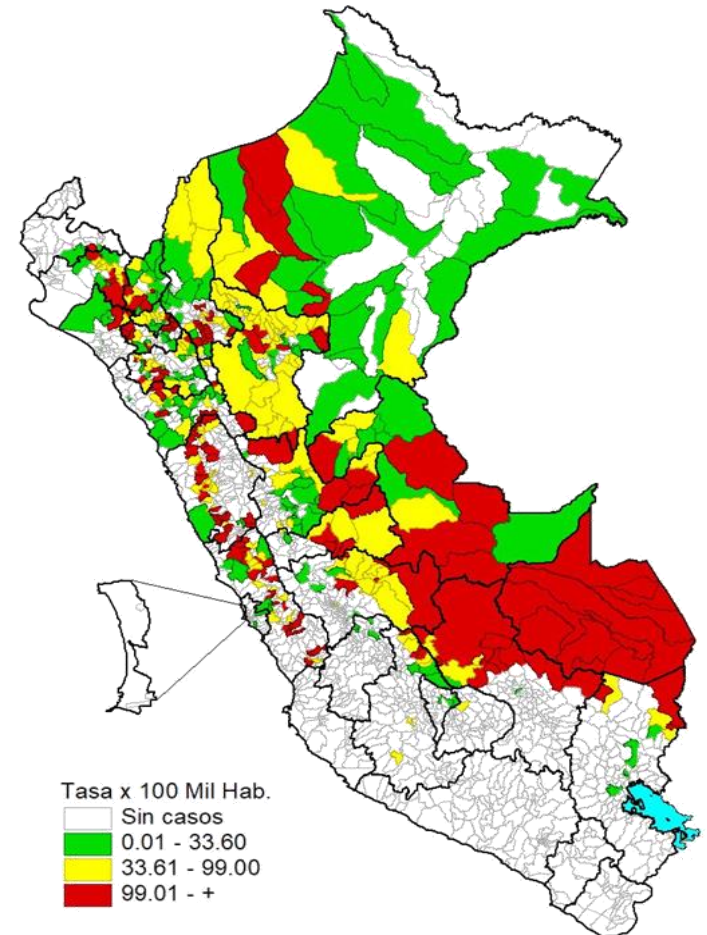 Tasa x 100 Mil Hab.
Sin casos
0.01 - 33.60
33.61 - 99.00
99.01 - +